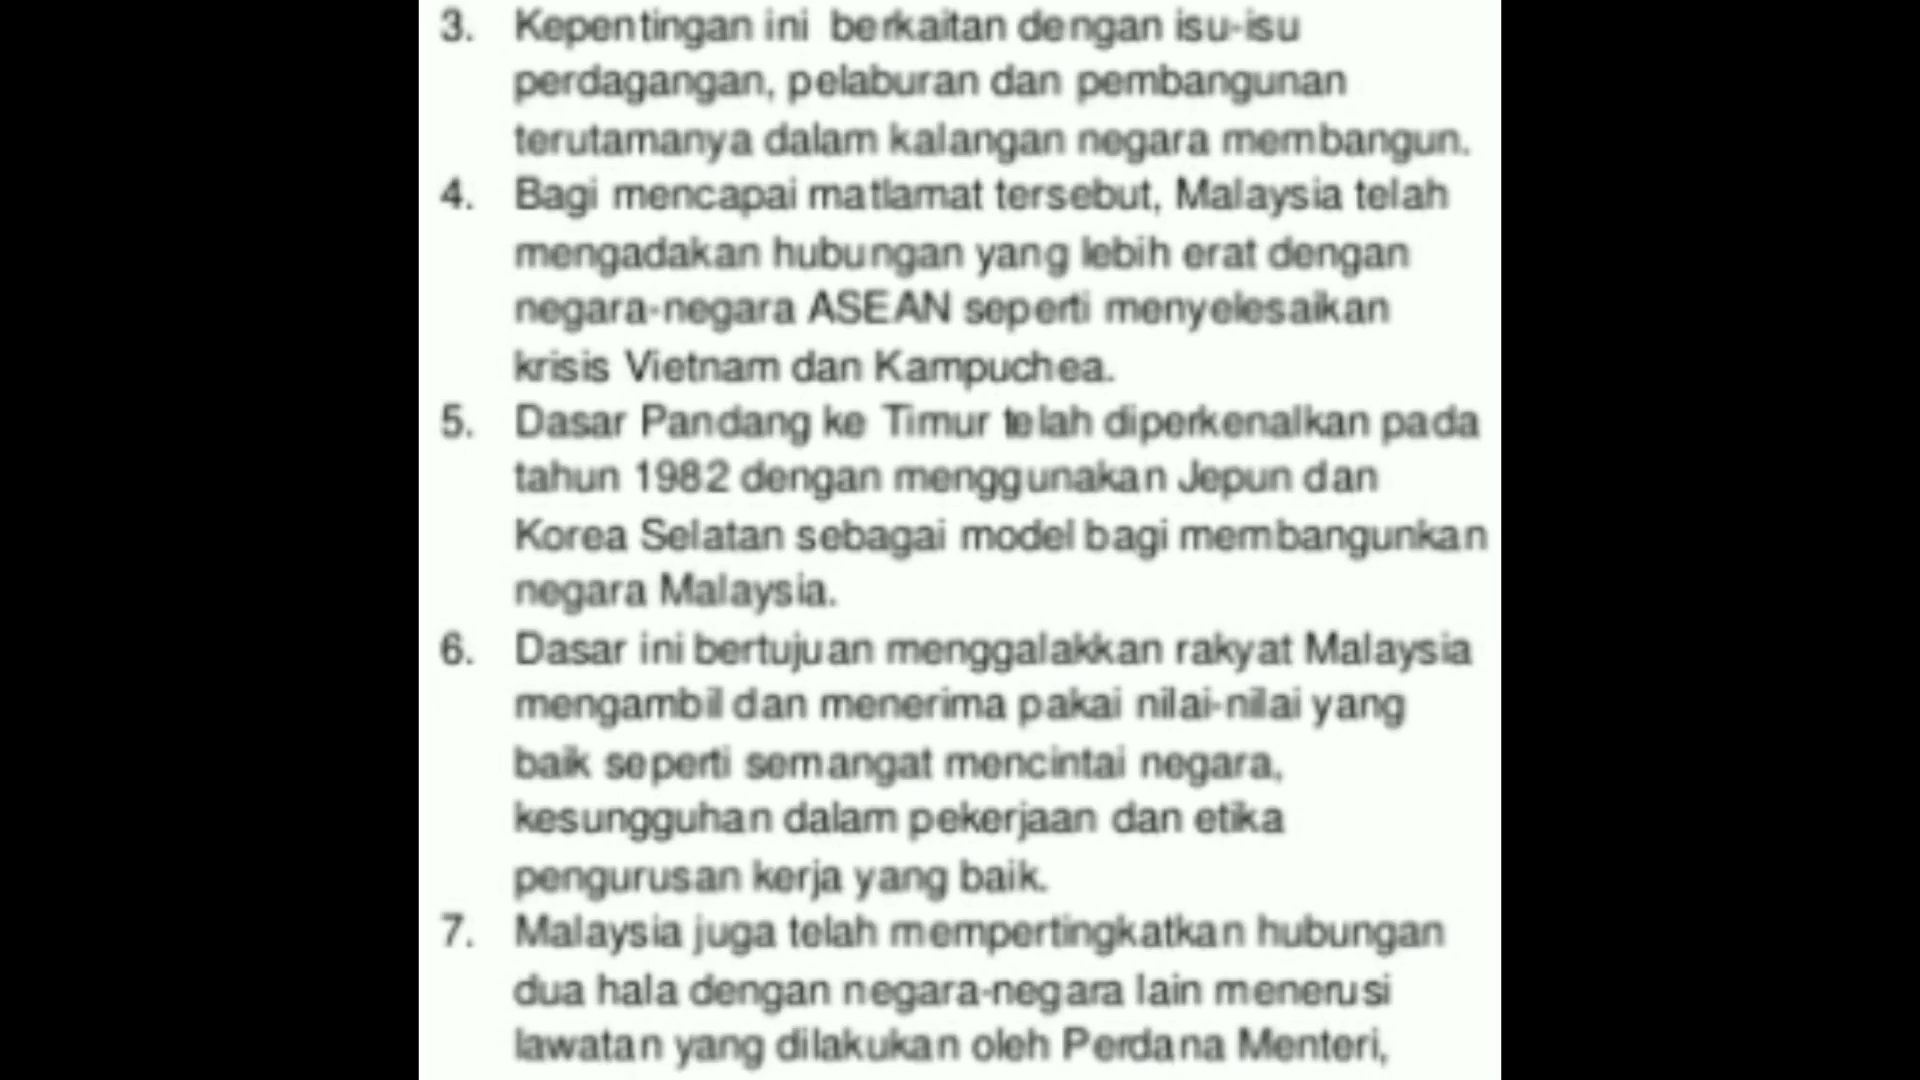 3. Kepentingan ini berkaitan dengan isu-isu
perdagangan, pelaburan dan pembangunan
terutamanya dalam kalangan negara membangun.
4. Bagi mencapai matlamat tersebut, Malaysia telah
mengadakan hubungan yang lebih erat dengan
negara-negara ASEAN seperti menyelesaikan
krisis Vietnam dan Kampuchea.
5. Dasar Pandang ke Timur telah diperkenalkan pada
tahun 1982 dengan menggunakan Jepun dan
Korea Selatan sebagai model bagi membangunkan
negara Malaysia.
6. Dasar ini bertujuan menggalakkan rakyat Malaysia
mengambil dan menerima pakai nilai-nilai yang
baik seperti semangat mencintai negara,
kesungguhan dalam pekerjaan dan etika
pengurusan kerja yang baik.
7. Malaysia juga telah mempertingkatkan hubungan
dua hala dengan negara-negara lain menerusi
lawatan yang dilakukan oleh Perdana Menteri,